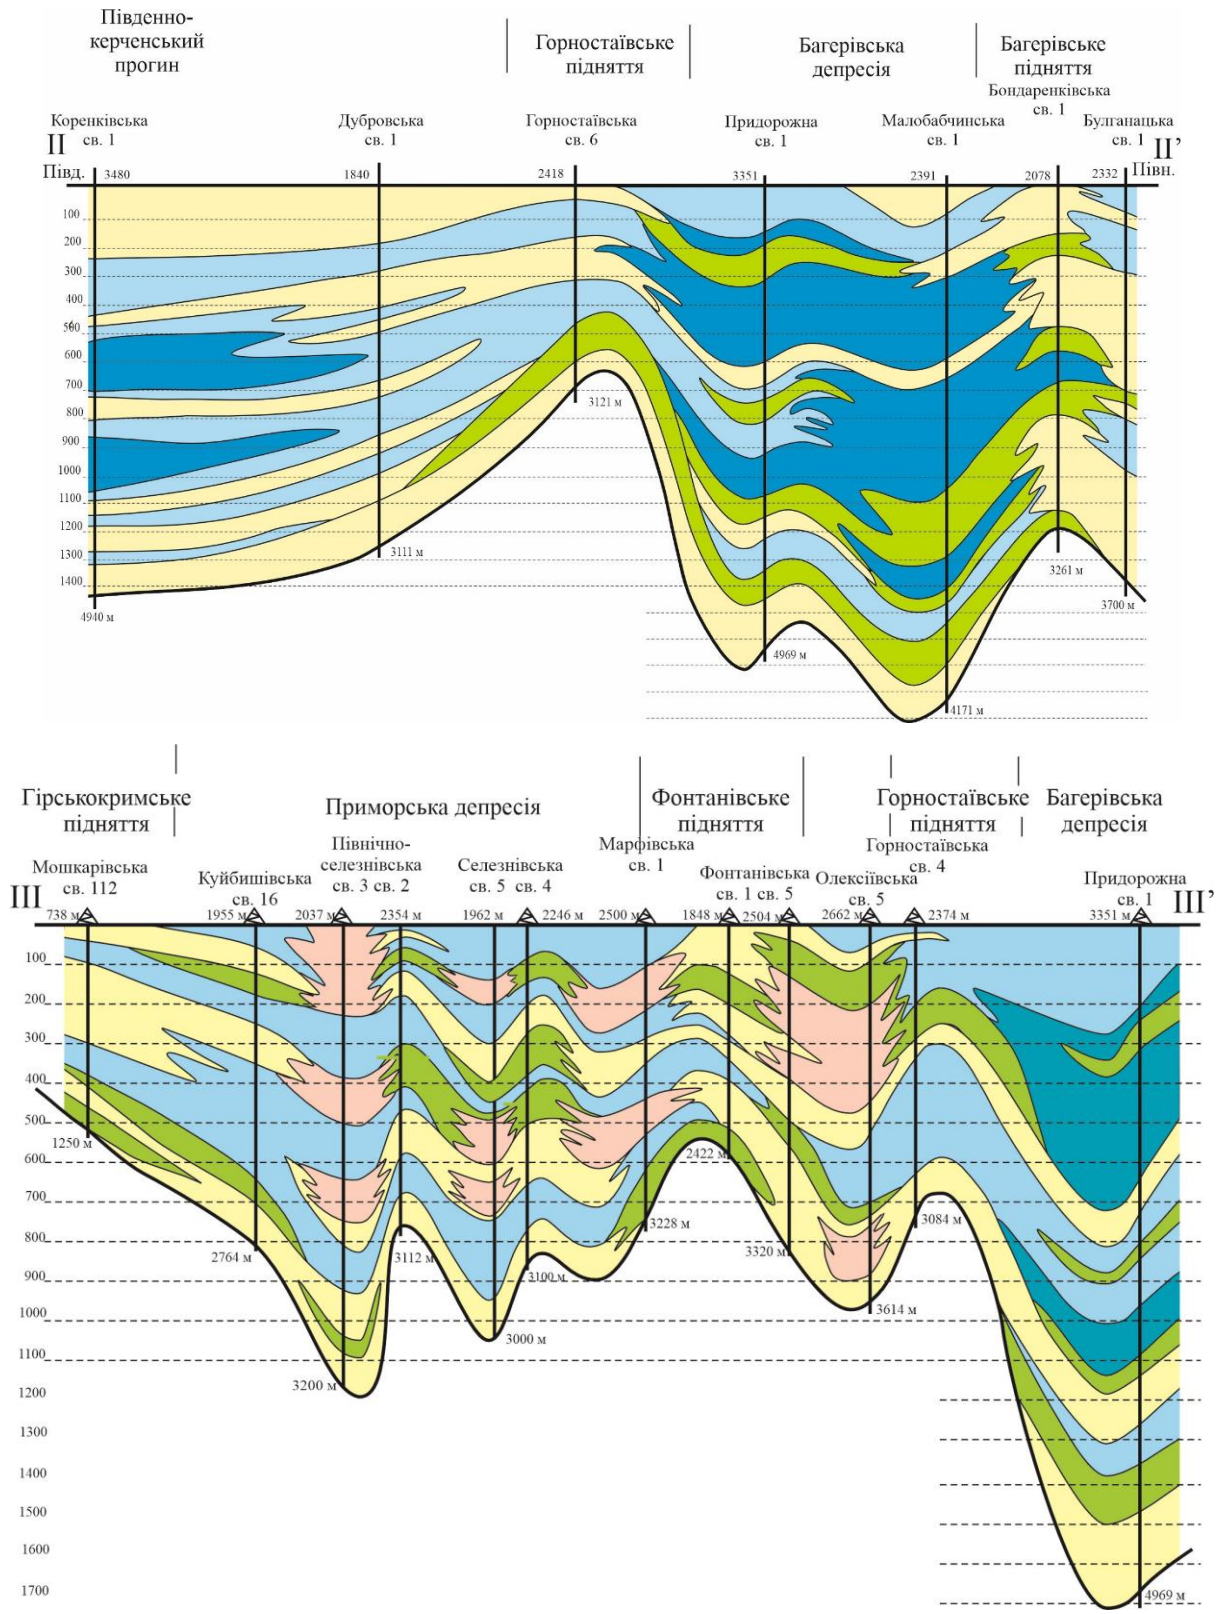 Південно-
керченський
прогин
Горностаївське
підняття
Багерівська
депресія
Багерівське
підняття
Коренківська
св. 1
Дубровська
св. 1
Горностаївська
св. 6
Придорожна
св. 1
Малобабчинська
св. 1
Бондаренківська
св. 1
Булганацька
св. 1
II
II'
Півд.
3480
1840
2418
3351
2391
2078
2332
Півн.
100
200
300
400
500
600
700
800
900
1000
1100
1200
1300
1400
4940 м
3111 м
3121 м
4969 м
4171 м
3261 м
3700 м
Гірськокримське
підняття
Приморська депресія
Фонтанівське
підняття
Горностаївське
підняття
Багерівська
депресія
Мошкарівська
св. 112
Куйбишівська
св. 16
Північно-
селезнівська
св. 3 св. 2
Селезнівська
св. 5 св. 4
Марфівська
св. 1
Фонтанівська
св. 1 св. 5
Олексіївська
св. 5
Горностаївська
св. 4
Придорожна
св. 1
III
III'
738 м
1955 м
2037 м
2354 м
1962 м
2246 м
2500 м
1848 м
2504 м
2662 м
2374 м
3351 м
100
200
300
400
500
600
700
800
900
1000
1100
1200
1300
1400
1500
1600
1700
1250 м
2764 м
3200 м
3112 м
3000 м
3100 м
3228 м
2422 м
3320 м
3614 м
3084 м
4969 м